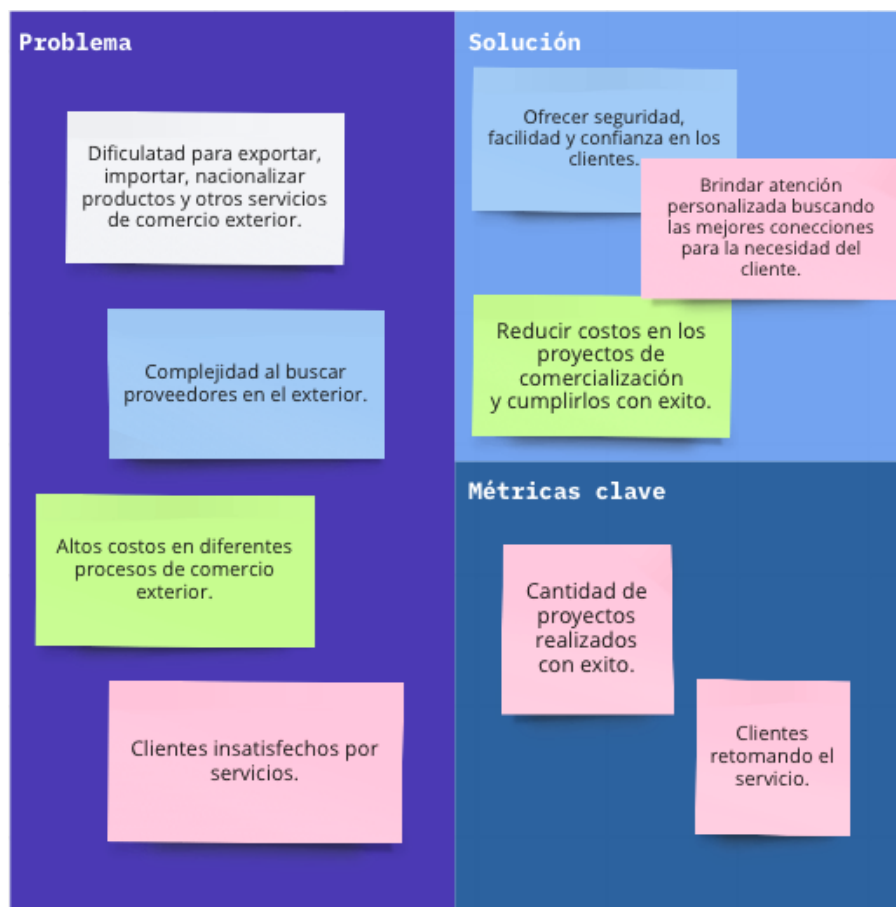 Problema
Dificulatad para exportar,
importar, nacionalizar
productos y otros servicios
de comercio exterior.
Complejidad al buscar
proveedores en el exterior.
Altos costos en diferentes
procesos de comercio
exterior.
Clientes insatisfechos por
servicios.
Solución
Ofrecer seguridad,
facilidad y confianza en los
clientes.
Brindar atención
personalizada buscando
las mejores conecciones
para la necesidad del
cliente.
Reducir costos en los
proyectos de
comercialización
y cumplirlos con exito.
Métricas clave
Cantidad de
proyectos
realizados
con exito.
Clientes
retomando el
servicio.